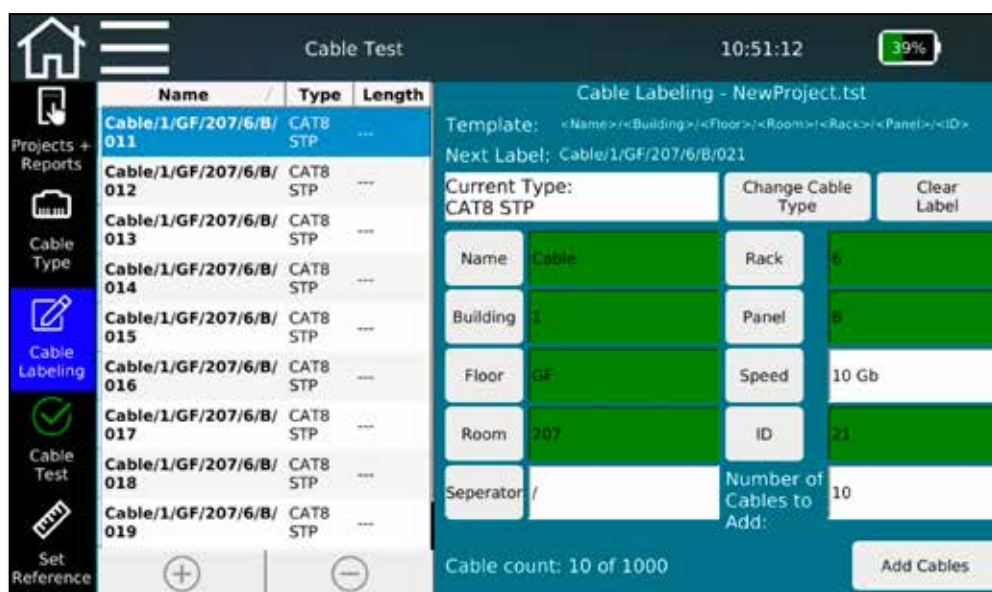 Cable Test
10:51:12
39%
Projects +
Reports
Cable
Type
Cable
Labeling
Cable
Test
Set
Reference
Name Type Length
Cable/1/GF/207/6/B/ CAT8 ---
011 STP
Cable/1/GF/207/6/B/ CAT8 ---
012 STP
Cable/1/GF/207/6/B/ CAT8 ---
013 STP
Cable/1/GF/207/6/B/ CAT8 ---
014 STP
Cable/1/GF/207/6/B/ CAT8 ---
015 STP
Cable/1/GF/207/6/B/ CAT8 ---
016 STP
Cable/1/GF/207/6/B/ CAT8 ---
017 STP
Cable/1/GF/207/6/B/ CAT8 ---
018 STP
Cable/1/GF/207/6/B/ CAT8 ---
019 STP
Cable Labeling - NewProject.tst
Template: <Name>/<Building>/<Floor>/<Room>/<Rack>/<Panel>/<ID>
Next Label: Cable/1/GF/207/6/B/021
Current Type:
CAT8 STP
Change Cable
Type
Clear
Label
Name Cable Rack 6
Building 1 Panel B
Floor GF Speed 10 Gb
Room 207 ID 21
Seperator / Number of
Cables to
Add: 10
Cable count: 10 of 1000
Add Cables